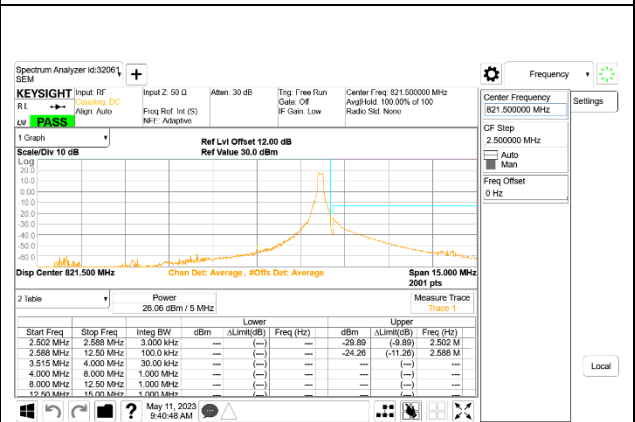 Spectrum Analyzer id:32061
SEM
Frequency
KEYSIGHT
RL
PASS
Input: RF
Coupling: DC
Align: Auto
Input Z: 50 Ω
Freq Ref: Int (S)
NFE: Adaptive
Atten: 30 dB
Trig: Free Run
Gate: Off
IF Gain: Low
Center Freq: 821.500000 MHz
Avg|Hold: 100.00% of 100
Radio Std: None
Center Frequency
821.500000 MHz
Settings
CF Step
2.500000 MHz
Auto
Man
Freq Offset
0 Hz
1 Graph
Scale/Div 10 dB
Ref Lvl Offset 12.00 dB
Ref Value 30.0 dBm
Log
20.0
10.0
0.00
-10.0
-20.0
-30.0
-40.0
-50.0
-60.0
Disp Center 821.500 MHz
Chan Det: Average , #Offs Det: Average
Span 15.000 MHz
2001 pts
2 Table
Power
26.06 dBm / 5 MHz
Measure Trace
Trace 1
Lower Upper
Start Freq Stop Freq Integ BW dBm ΔLimit(dB) Freq (Hz) dBm ΔLimit(dB) Freq (Hz)
2.502 MHz 2.588 MHz 3.000 kHz --- (---) --- -29.89 (-9.89) 2.502 M
2.588 MHz 12.50 MHz 100.0 kHz --- (---) --- -24.26 (-11.26) 2.588 M
3.515 MHz 4.000 MHz 30.00 kHz --- (---) --- --- (---) ---
4.000 MHz 8.000 MHz 1.000 MHz --- (---) --- --- (---) ---
8.000 MHz 12.50 MHz 1.000 MHz --- (---) --- --- (---) ---
12.50 MHz 15.00 MHz 1.000 MHz --- (---) --- --- (---) ---
Local
?
May 11, 2023
9:40:48 AM